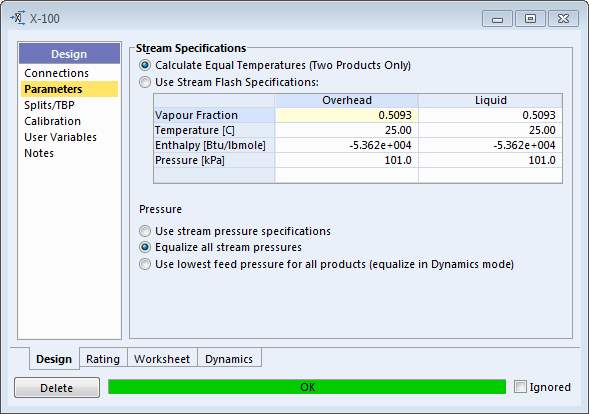 X-100
Design
Connections
Parameters
Splits/TBP
Calibration
User Variables
Notes
Stream Specifications
Calculate Equal Temperatures (Two Products Only)
Use Stream Flash Specifications:
Overhead Liquid
Vapour Fraction 0.5093 0.5093
Temperature [C] 25.00 25.00
Enthalpy [Btu/lbmole] -5.362e+004 -5.362e+004
Pressure [kPa] 101.0 101.0
Pressure
Use stream pressure specifications
Equalize all stream pressures
Use lowest feed pressure for all products (equalize in Dynamics mode)
Design Rating Worksheet Dynamics
Delete OK Ignored